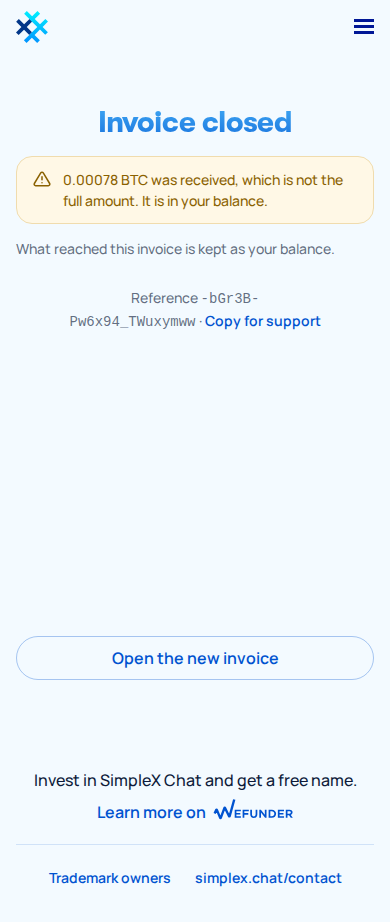 Invoice closed
0.00078 BTC was received, which is not the
full amount. It is in your balance.
What reached this invoice is kept as your balance.
Reference -bGr3B-
Pw6x94_TWuxymww · Copy for support
Open the new invoice
Invest in SimpleX Chat and get a free name.
Learn more on WEFUNDER
Trademark owners simplex.chat/contact